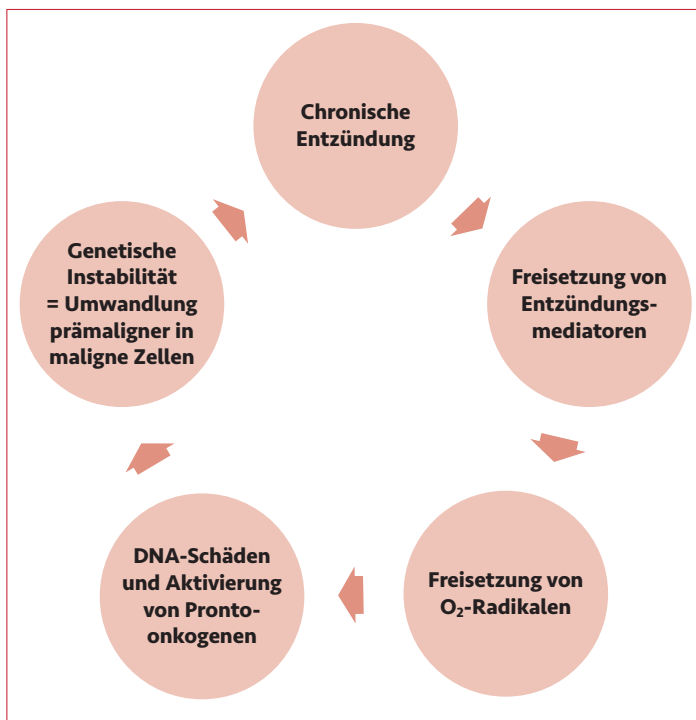 Chronische
Entzündung
Freisetzung von
Entzündungs-
mediatoren
Freisetzung von
O₂-Radikalen
DNA-Schäden
und Aktivierung
von Pronto-
onkogenen
Genetische
Instabilität
= Umwandlung
prämaligner in
maligne Zellen